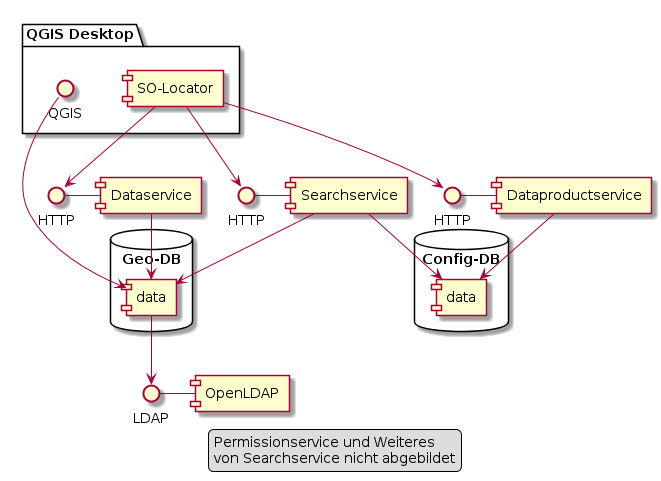 QGIS Desktop
SO-Locator
QGIS
HTTP
Dataservice
HTTP
Searchservice
HTTP
Dataproductservice
Geo-DB
data
Config-DB
data
LDAP
OpenLDAP
Permissionservice und Weiteres
von Searchservice nicht abgebildet